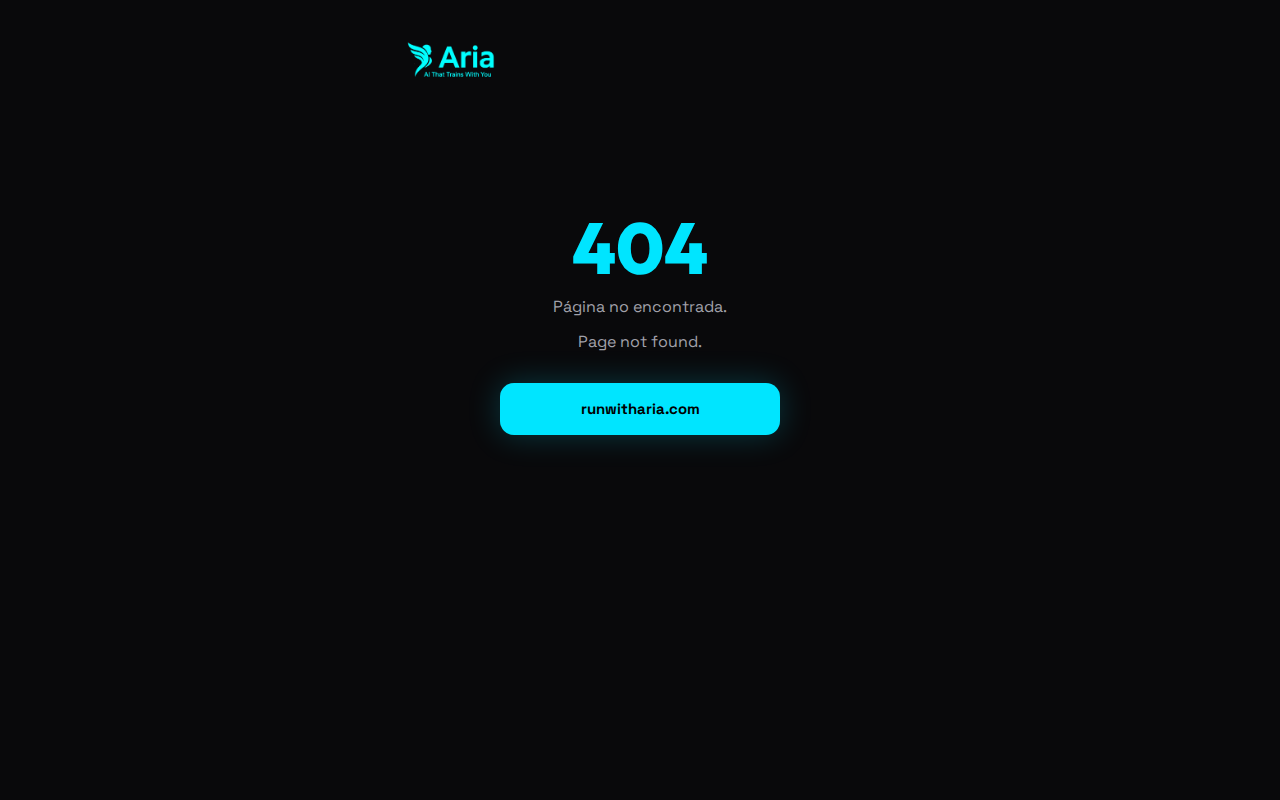 Aria
AI That Trains With You
404
Página no encontrada.
Page not found.
runwitharia.com